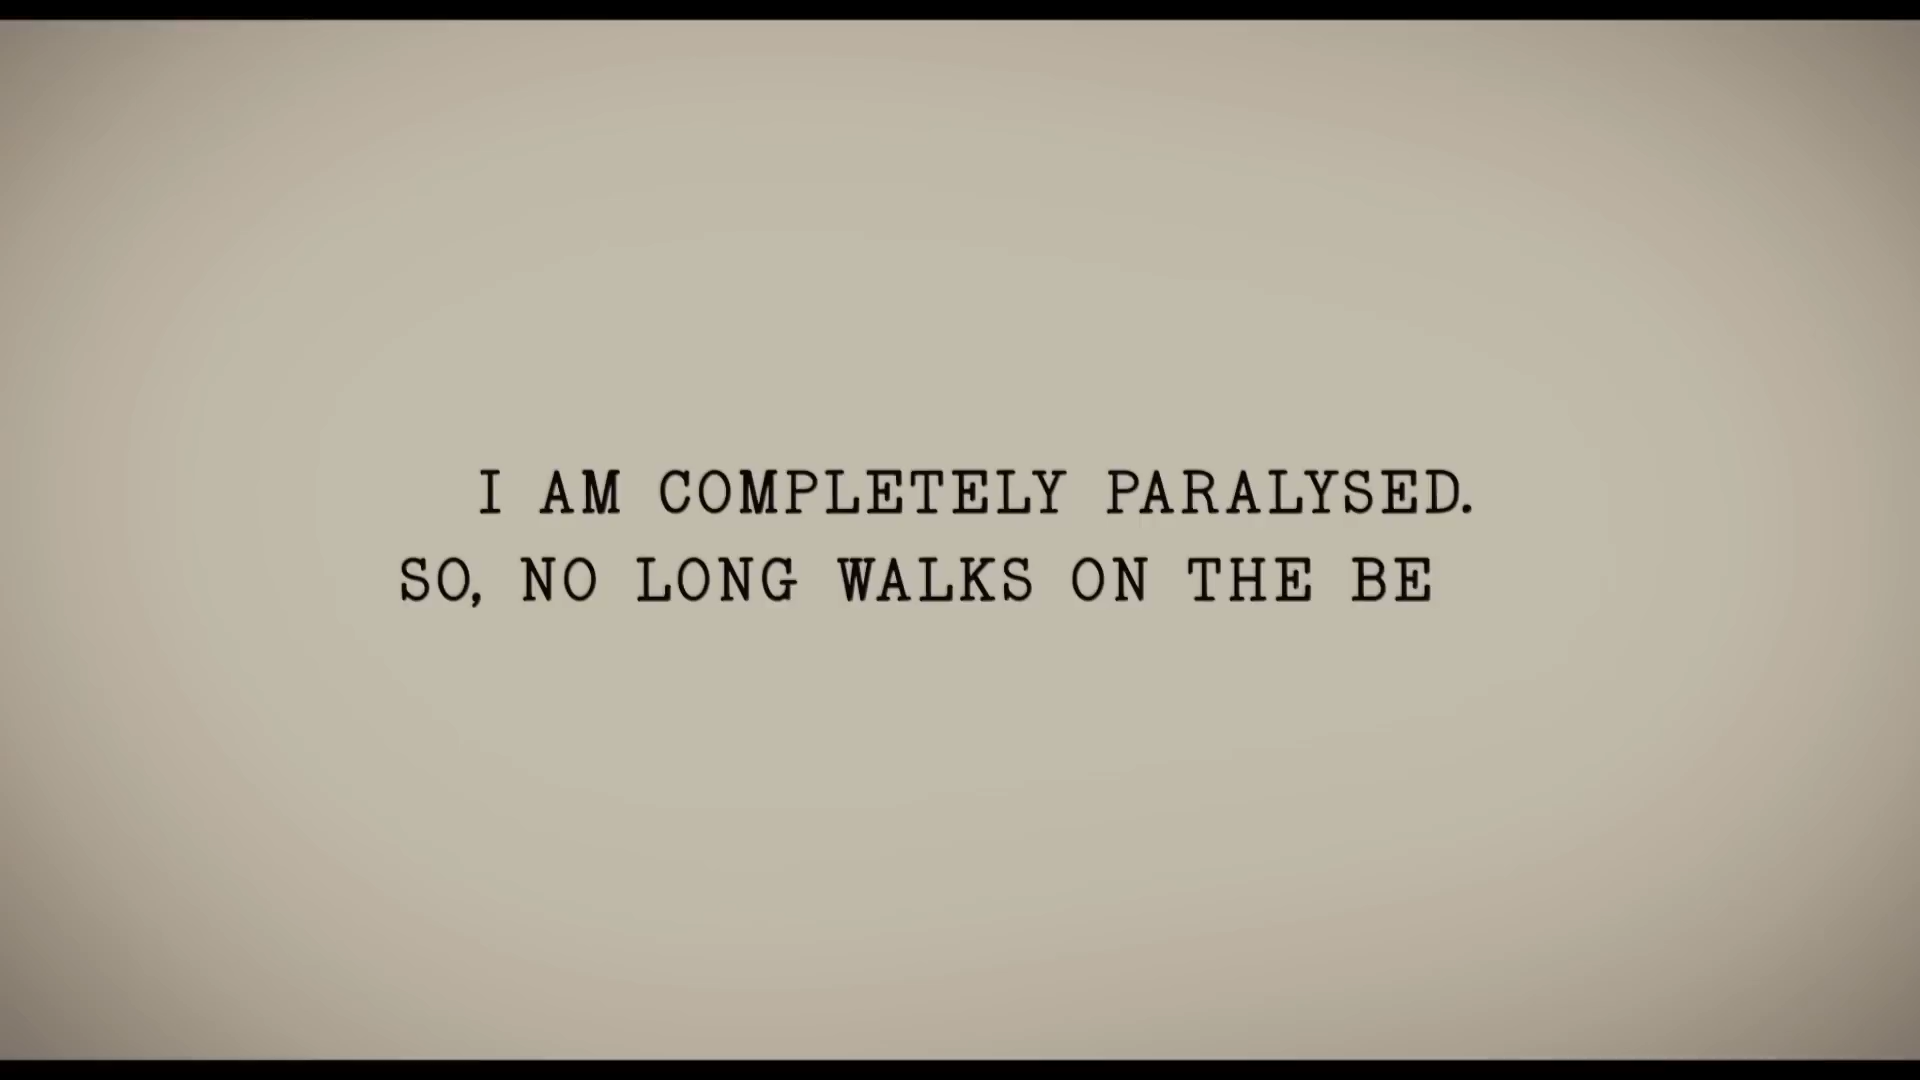 I AM COMPLETELY PARALYSED.
SO, NO LONG WALKS ON THE BE